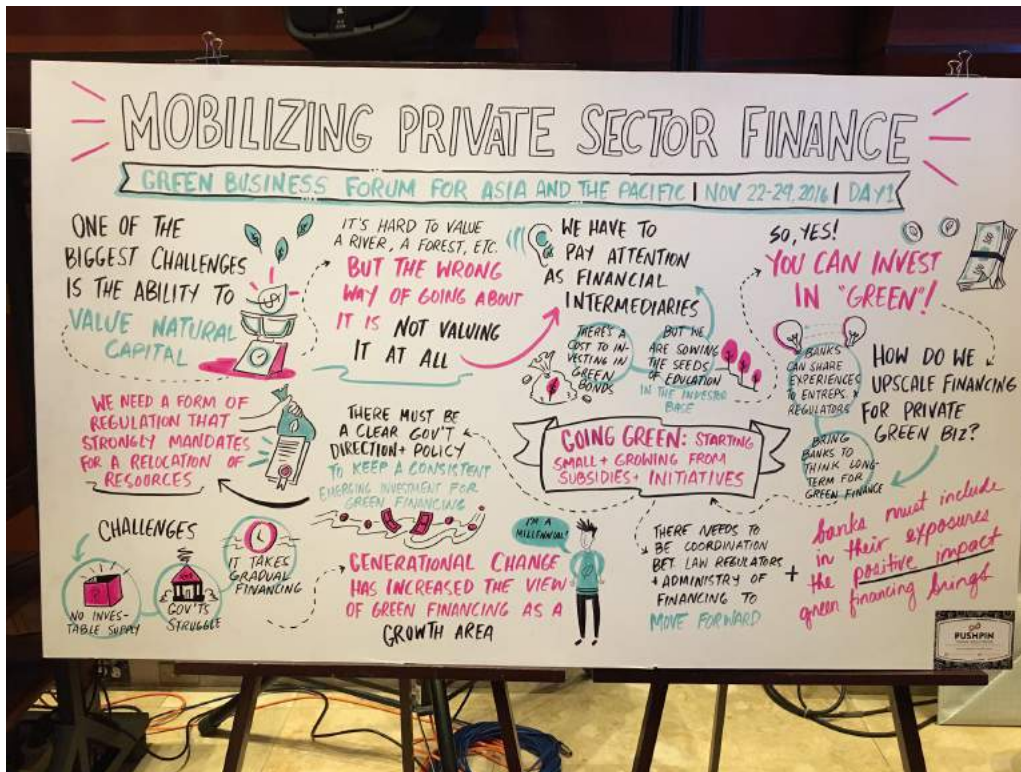 MOBILIZING PRIVATE SECTOR FINANCE
GREEN BUSINESS FORUM FOR ASIA AND THE PACIFIC | NOV 22-29, 2016 | DAY1
ONE OF THE
BIGGEST CHALLENGES
IS THE ABILITY TO
VALUE NATURAL
CAPITAL
IT'S HARD TO VALUE
A RIVER, A FOREST, ETC.
BUT THE WRONG
WAY OF GOING ABOUT
IT IS NOT VALUING
IT AT ALL
WE HAVE TO
PAY ATTENTION
AS FINANCIAL
INTERMEDIARIES
THERE'S A
COST TO IN-
VESTING IN
GREEN
BONDS
BUT WE
ARE SOWING
THE SEEDS
OF EDUCATION
IN THE INVESTOR
BASE
SO, YES!
YOU CAN INVEST
IN "GREEN"!
HOW DO WE
UPSCALE FINANCING
FOR PRIVATE
GREEN BIZ?
BANKS
CAN SHARE
EXPERIENCES
TO ENTREPS.
REGULATORS
BRING
BANKS TO
THINK LONG-
TERM FOR
GREEN FINANCE
WE NEED A FORM OF
REGULATION THAT
STRONGLY MANDATES
FOR A RELOCATION OF
RESOURCES
THERE MUST BE
A CLEAR GOV'T
DIRECTION + POLICY
TO KEEP A CONSISTENT
EMERGING INVESTMENT FOR
GREEN FINANCING
GOING GREEN: STARTING
SMALL + GROWING FROM
SUBSIDIES + INITIATIVES
CHALLENGES
NO INVES-
TABLE SUPPLY
GOV'TS
STRUGGLE
IT TAKES
GRADUAL
FINANCING
GENERATIONAL CHANGE
HAS INCREASED THE VIEW
OF GREEN FINANCING AS A
GROWTH AREA
I'M A
MILLENNIAL!
THERE NEEDS TO
BE COORDINATION
BET. LAW REGULATORS
+ ADMINISTRY OF
FINANCING TO
MOVE FORWARD
+
banks must include
in their exposures
the positive impact
green financing brings
PUSHPIN